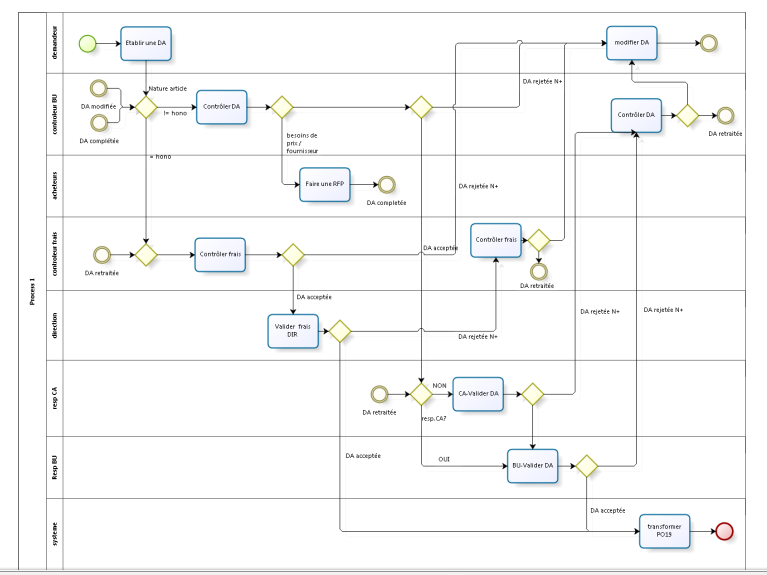 Process 1
demandeur
Etablir une DA
modifier DA
controleur BU
Nature article
DA modifiée
Contrôler DA
!= hono
DA complétée
besoins de
prix /
fournisseur
= hono
DA rejetée N+
Contrôler DA
DA retraitée
acheteurs
Faire une RFP
DA completée
DA rejetée N+
controleur frais
DA retraitée
Contrôler frais
DA acceptée
Contrôler frais
DA retraitée
DA acceptée
direction
Valider frais
DIR
DA rejetée N+
DA rejetée N+
DA rejetée N+
resp CA
DA retraitée
NON
CA-Valider DA
resp.CA?
Resp BU
DA acceptée
OUI
BU-Valider DA
DA acceptée
systeme
transformer
PO19